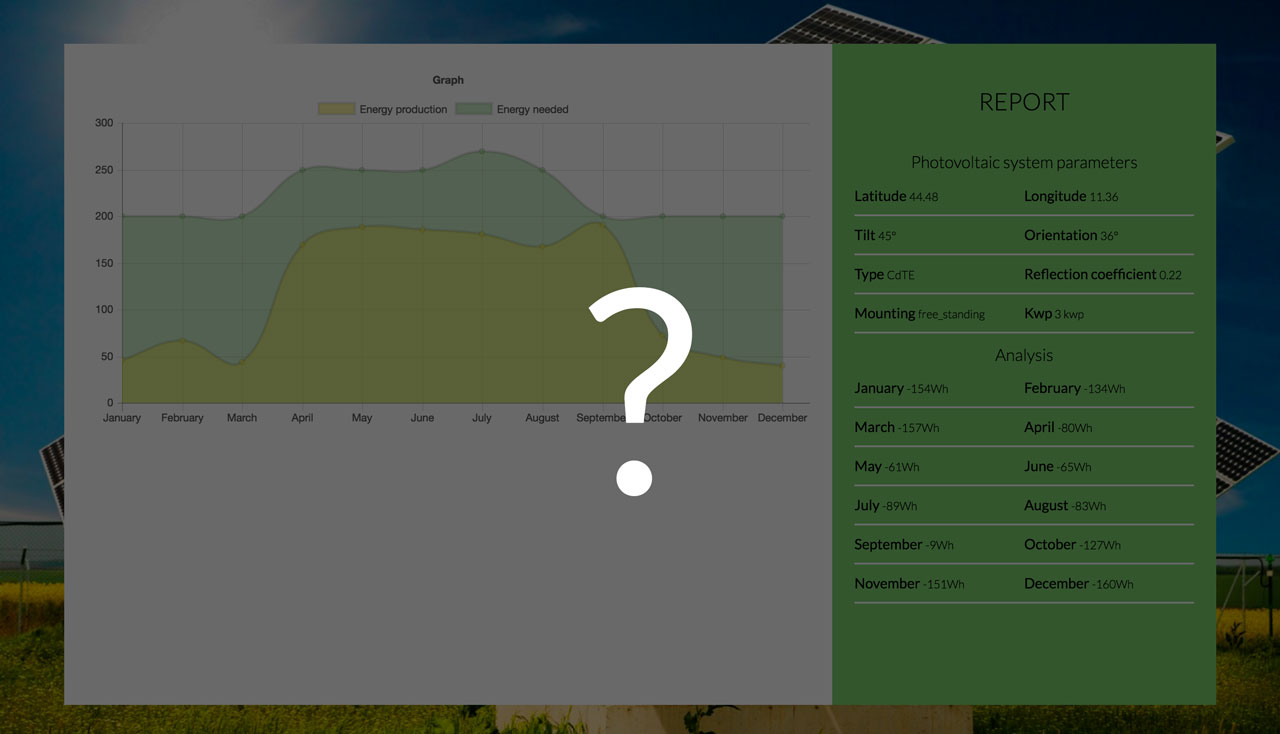 Graph
Energy production Energy needed
300
250
200
150
100
50
0
January February March April May June July August Septembe October November December
?
REPORT
Photovoltaic system parameters
Latitude 44.48 Longitude 11.36
Tilt 45° Orientation 36°
Type CdTE Reflection coefficient 0.22
Mounting free_standing Kwp 3 kwp
Analysis
January -154Wh February -134Wh
March -157Wh April -80Wh
May -61Wh June -65Wh
July -89Wh August -83Wh
September -9Wh October -127Wh
November -151Wh December -160Wh